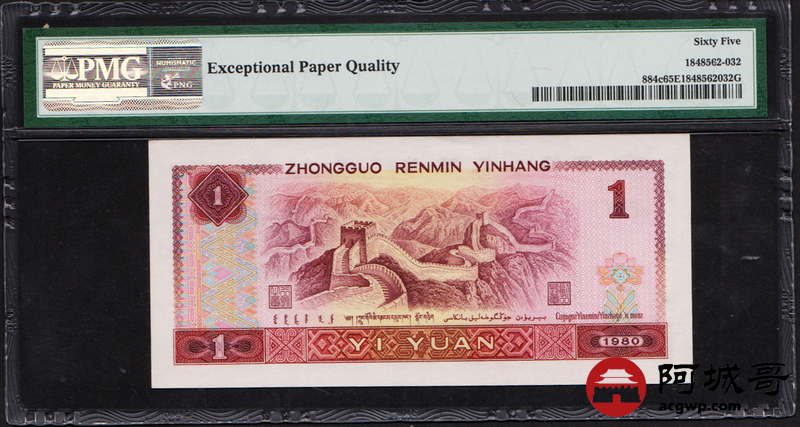 PMG
PAPER MONEY GUARANTY
NUMISMATIC
PNG
Exceptional Paper Quality
Sixty Five
1848562-032
884c65E1848562032G
ZHONGGUO RENMIN YINHANG
1
1
1
YI YUAN
1980
阿城哥
acgwp.com